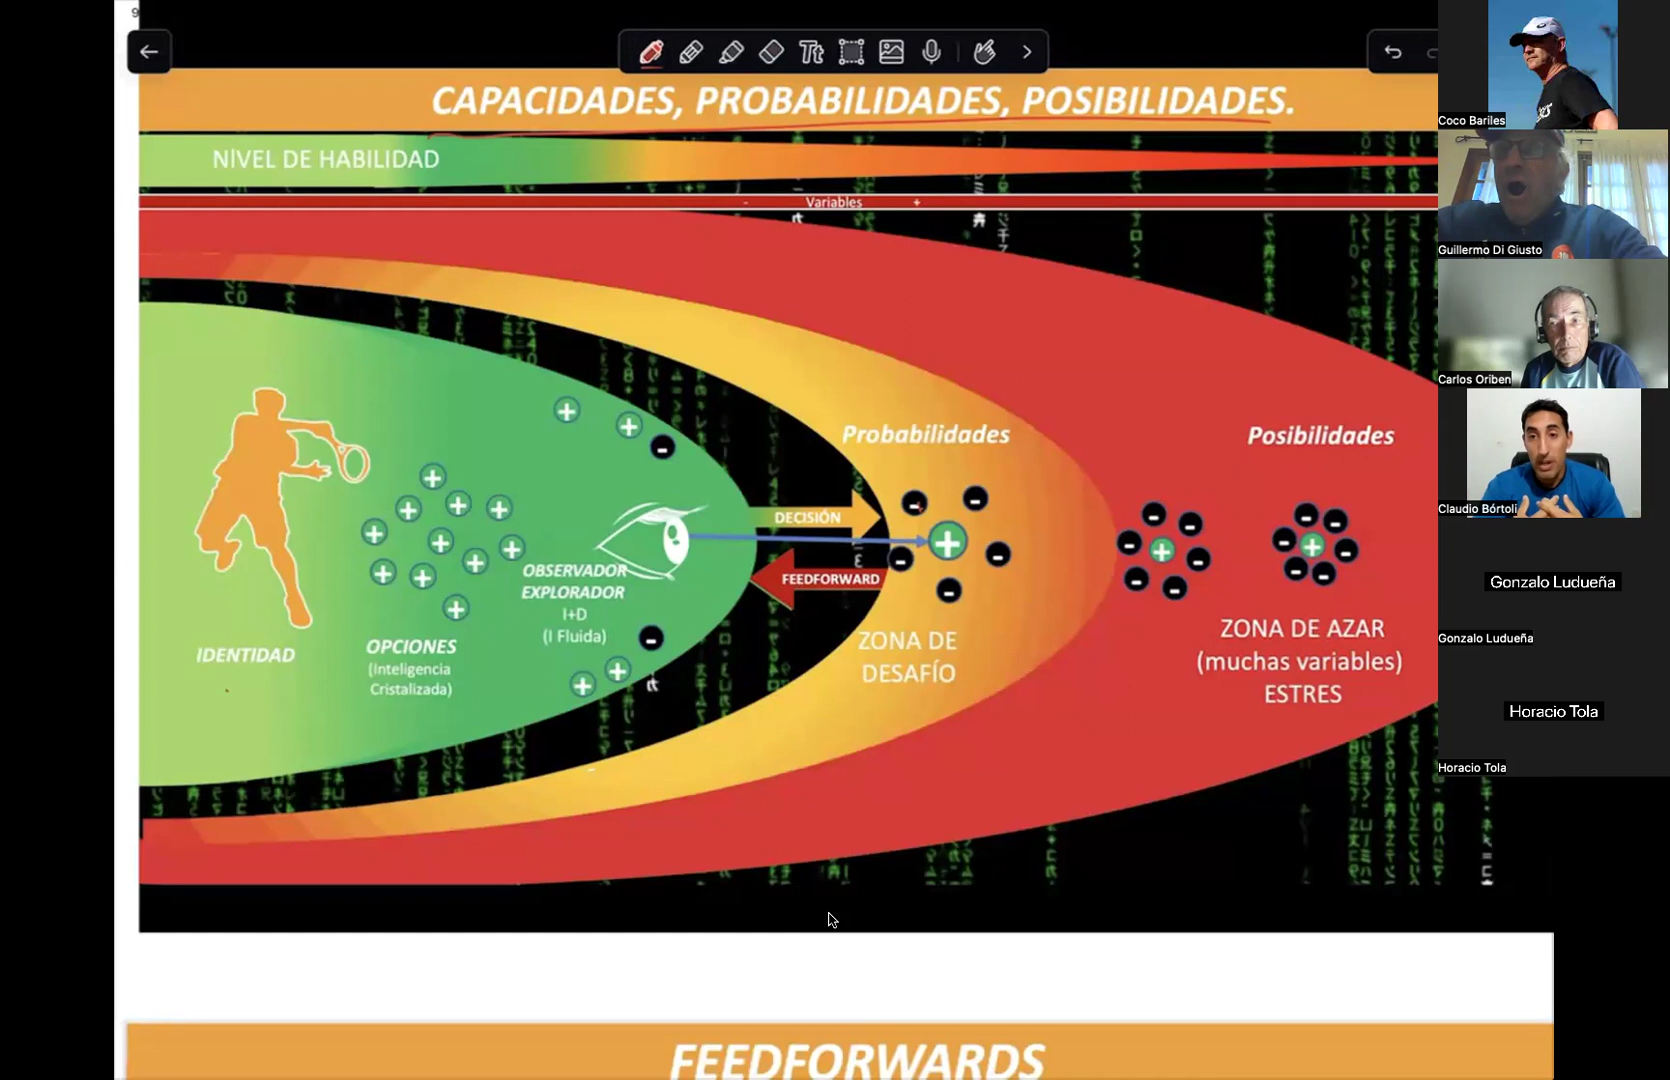 9
Tt
CAPACIDADES, PROBABILIDADES, POSIBILIDADES.
NIVEL DE HABILIDAD
- Variables +
Probabilidades
Posibilidades
DECISIÓN
FEEDFORWARD
OBSERVADOR
EXPLORADOR
I+D
(I Fluida)
IDENTIDAD
OPCIONES
(Inteligencia
Cristalizada)
ZONA DE
DESAFÍO
ZONA DE AZAR
(muchas variables)
ESTRES
FEEDFORWARDS
Coco Bariles
Guillermo Di Giusto
Carlos Oriben
Claudio Bórtoli
Gonzalo Ludueña
Gonzalo Ludueña
Horacio Tola
Horacio Tola